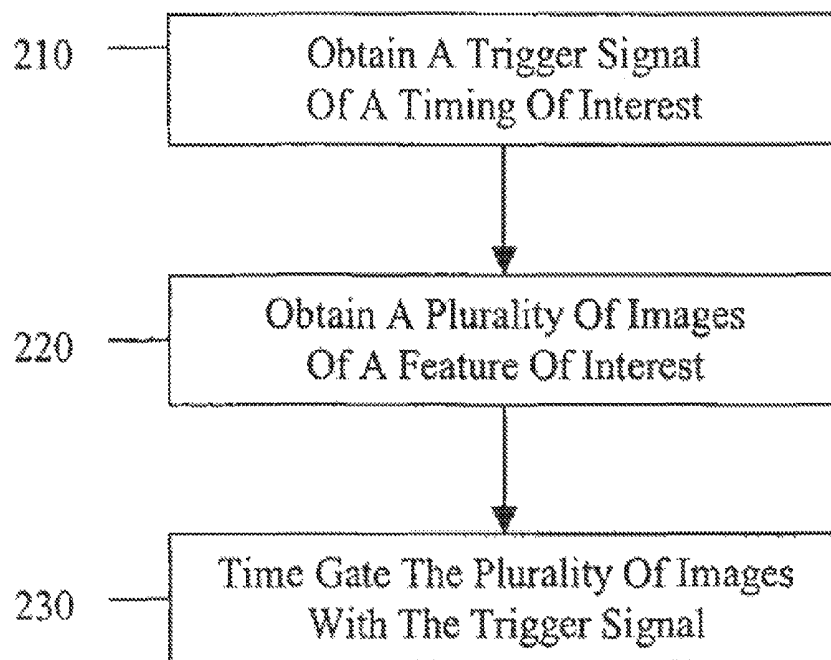 210
Obtain A Trigger Signal
Of A Timing Of Interest
220
Obtain A Plurality Of Images
Of A Feature Of Interest
230
Time Gate The Plurality Of Images
With The Trigger Signal